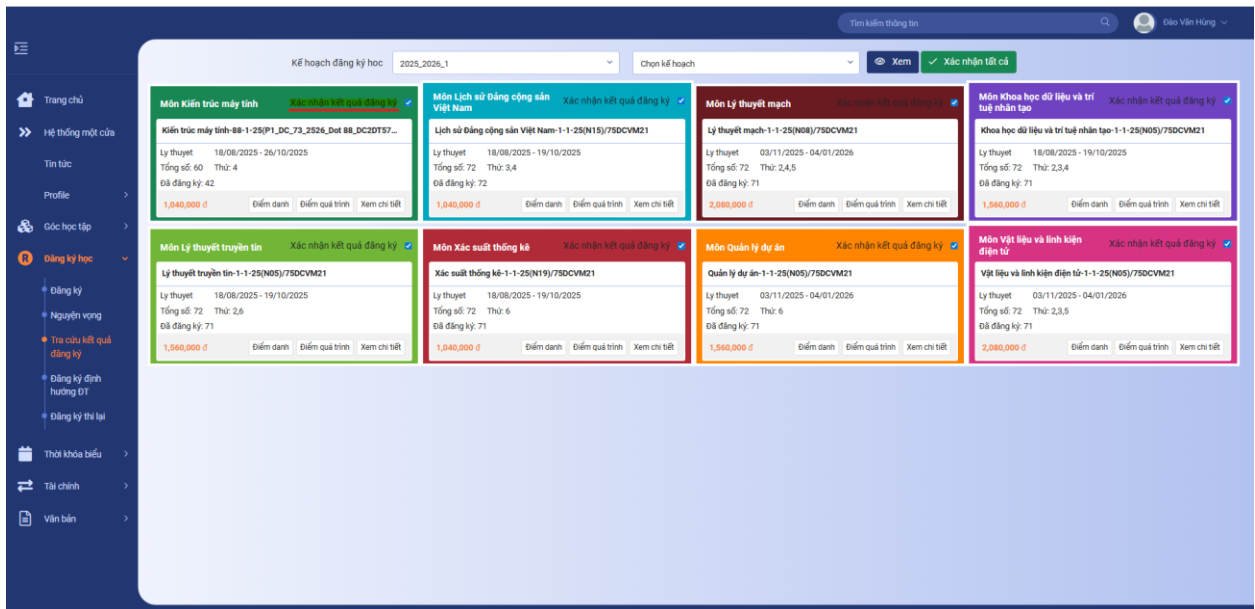 Tìm kiếm thông tin
Đào Văn Hùng
Kế hoạch đăng ký học
2025_2026_1
Chọn kế hoạch
Xem
Xác nhận tất cả
Trang chủ
Hệ thống một cửa
Tin tức
Profile
Góc học tập
R Đăng ký học
Đăng ký
Nguyện vọng
Tra cứu kết quả
đăng ký
Đăng ký định
hướng ĐT
Đăng ký thi lại
Thời khóa biểu
Tài chính
Văn bản
Môn Kiến trúc máy tính
Xác nhận kết quả đăng ký
Kiến trúc máy tính-88-1-25(P1_DC_73_2526_Dot 88_DC2DT57...
Ly thuyet 18/08/2025 - 26/10/2025
Tổng số: 60 Thứ: 4
Đã đăng ký: 42
1,040,000 đ
Điểm danh Điểm quá trình Xem chi tiết
Môn Lịch sử Đảng cộng sản
Việt Nam
Xác nhận kết quả đăng ký
Lịch sử Đảng cộng sản Việt Nam-1-1-25(N15)/75DCVM21
Ly thuyet 18/08/2025 - 19/10/2025
Tổng số: 72 Thứ: 3,4
Đã đăng ký: 72
1,040,000 đ
Điểm danh Điểm quá trình Xem chi tiết
Môn Lý thuyết mạch
Xác nhận kết quả đăng ký
Lý thuyết mạch-1-1-25(N08)/75DCVM21
Ly thuyet 03/11/2025 - 04/01/2026
Tổng số: 72 Thứ: 2,4,5
Đã đăng ký: 71
2,080,000 đ
Điểm danh Điểm quá trình Xem chi tiết
Môn Khoa học dữ liệu và trí
tuệ nhân tạo
Xác nhận kết quả đăng ký
Khoa học dữ liệu và trí tuệ nhân tạo-1-1-25(N05)/75DCVM21
Ly thuyet 18/08/2025 - 19/10/2025
Tổng số: 72 Thứ: 2,3,4
Đã đăng ký: 71
1,560,000 đ
Điểm danh Điểm quá trình Xem chi tiết
Môn Lý thuyết truyền tin
Xác nhận kết quả đăng ký
Lý thuyết truyền tin-1-1-25(N05)/75DCVM21
Ly thuyet 18/08/2025 - 19/10/2025
Tổng số: 72 Thứ: 2,6
Đã đăng ký: 71
1,560,000 đ
Điểm danh Điểm quá trình Xem chi tiết
Môn Xác suất thống kê
Xác nhận kết quả đăng ký
Xác suất thống kê-1-1-25(N19)/75DCVM21
Ly thuyet 18/08/2025 - 19/10/2025
Tổng số: 72 Thứ: 6
Đã đăng ký: 71
1,040,000 đ
Điểm danh Điểm quá trình Xem chi tiết
Môn Quản lý dự án
Xác nhận kết quả đăng ký
Quản lý dự án-1-1-25(N05)/75DCVM21
Ly thuyet 03/11/2025 - 04/01/2026
Tổng số: 72 Thứ: 6
Đã đăng ký: 71
1,560,000 đ
Điểm danh Điểm quá trình Xem chi tiết
Môn Vật liệu và linh kiện
điện tử
Xác nhận kết quả đăng ký
Vật liệu và linh kiện điện tử-1-1-25(N05)/75DCVM21
Ly thuyet 03/11/2025 - 04/01/2026
Tổng số: 72 Thứ: 2,3,5
Đã đăng ký: 71
2,080,000 đ
Điểm danh Điểm quá trình Xem chi tiết